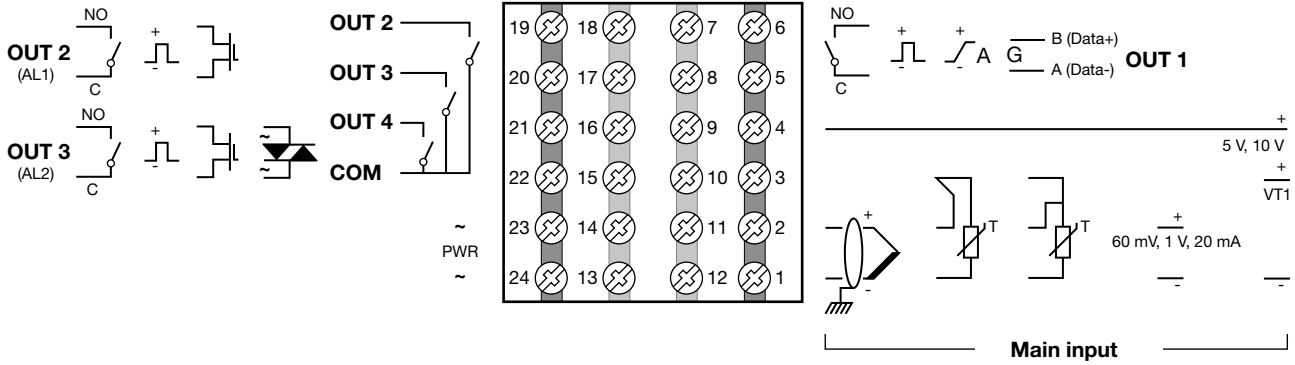 NO
+
OUT 2
(AL1)
-
C
NO
+
OUT 3
(AL2)
-
C
~
~
OUT 2
OUT 3
OUT 4
COM
~
PWR
~
19 18 7 6
20 17 8 5
21 16 9 4
22 15 10 3
23 14 11 2
24 13 12 1
NO
+
-
C
+
-
A
G
B (Data+)
A (Data-)
OUT 1
+
5 V, 10 V
+
VT1
+
-
T
T
+
60 mV, 1 V, 20 mA
-
-
Main input